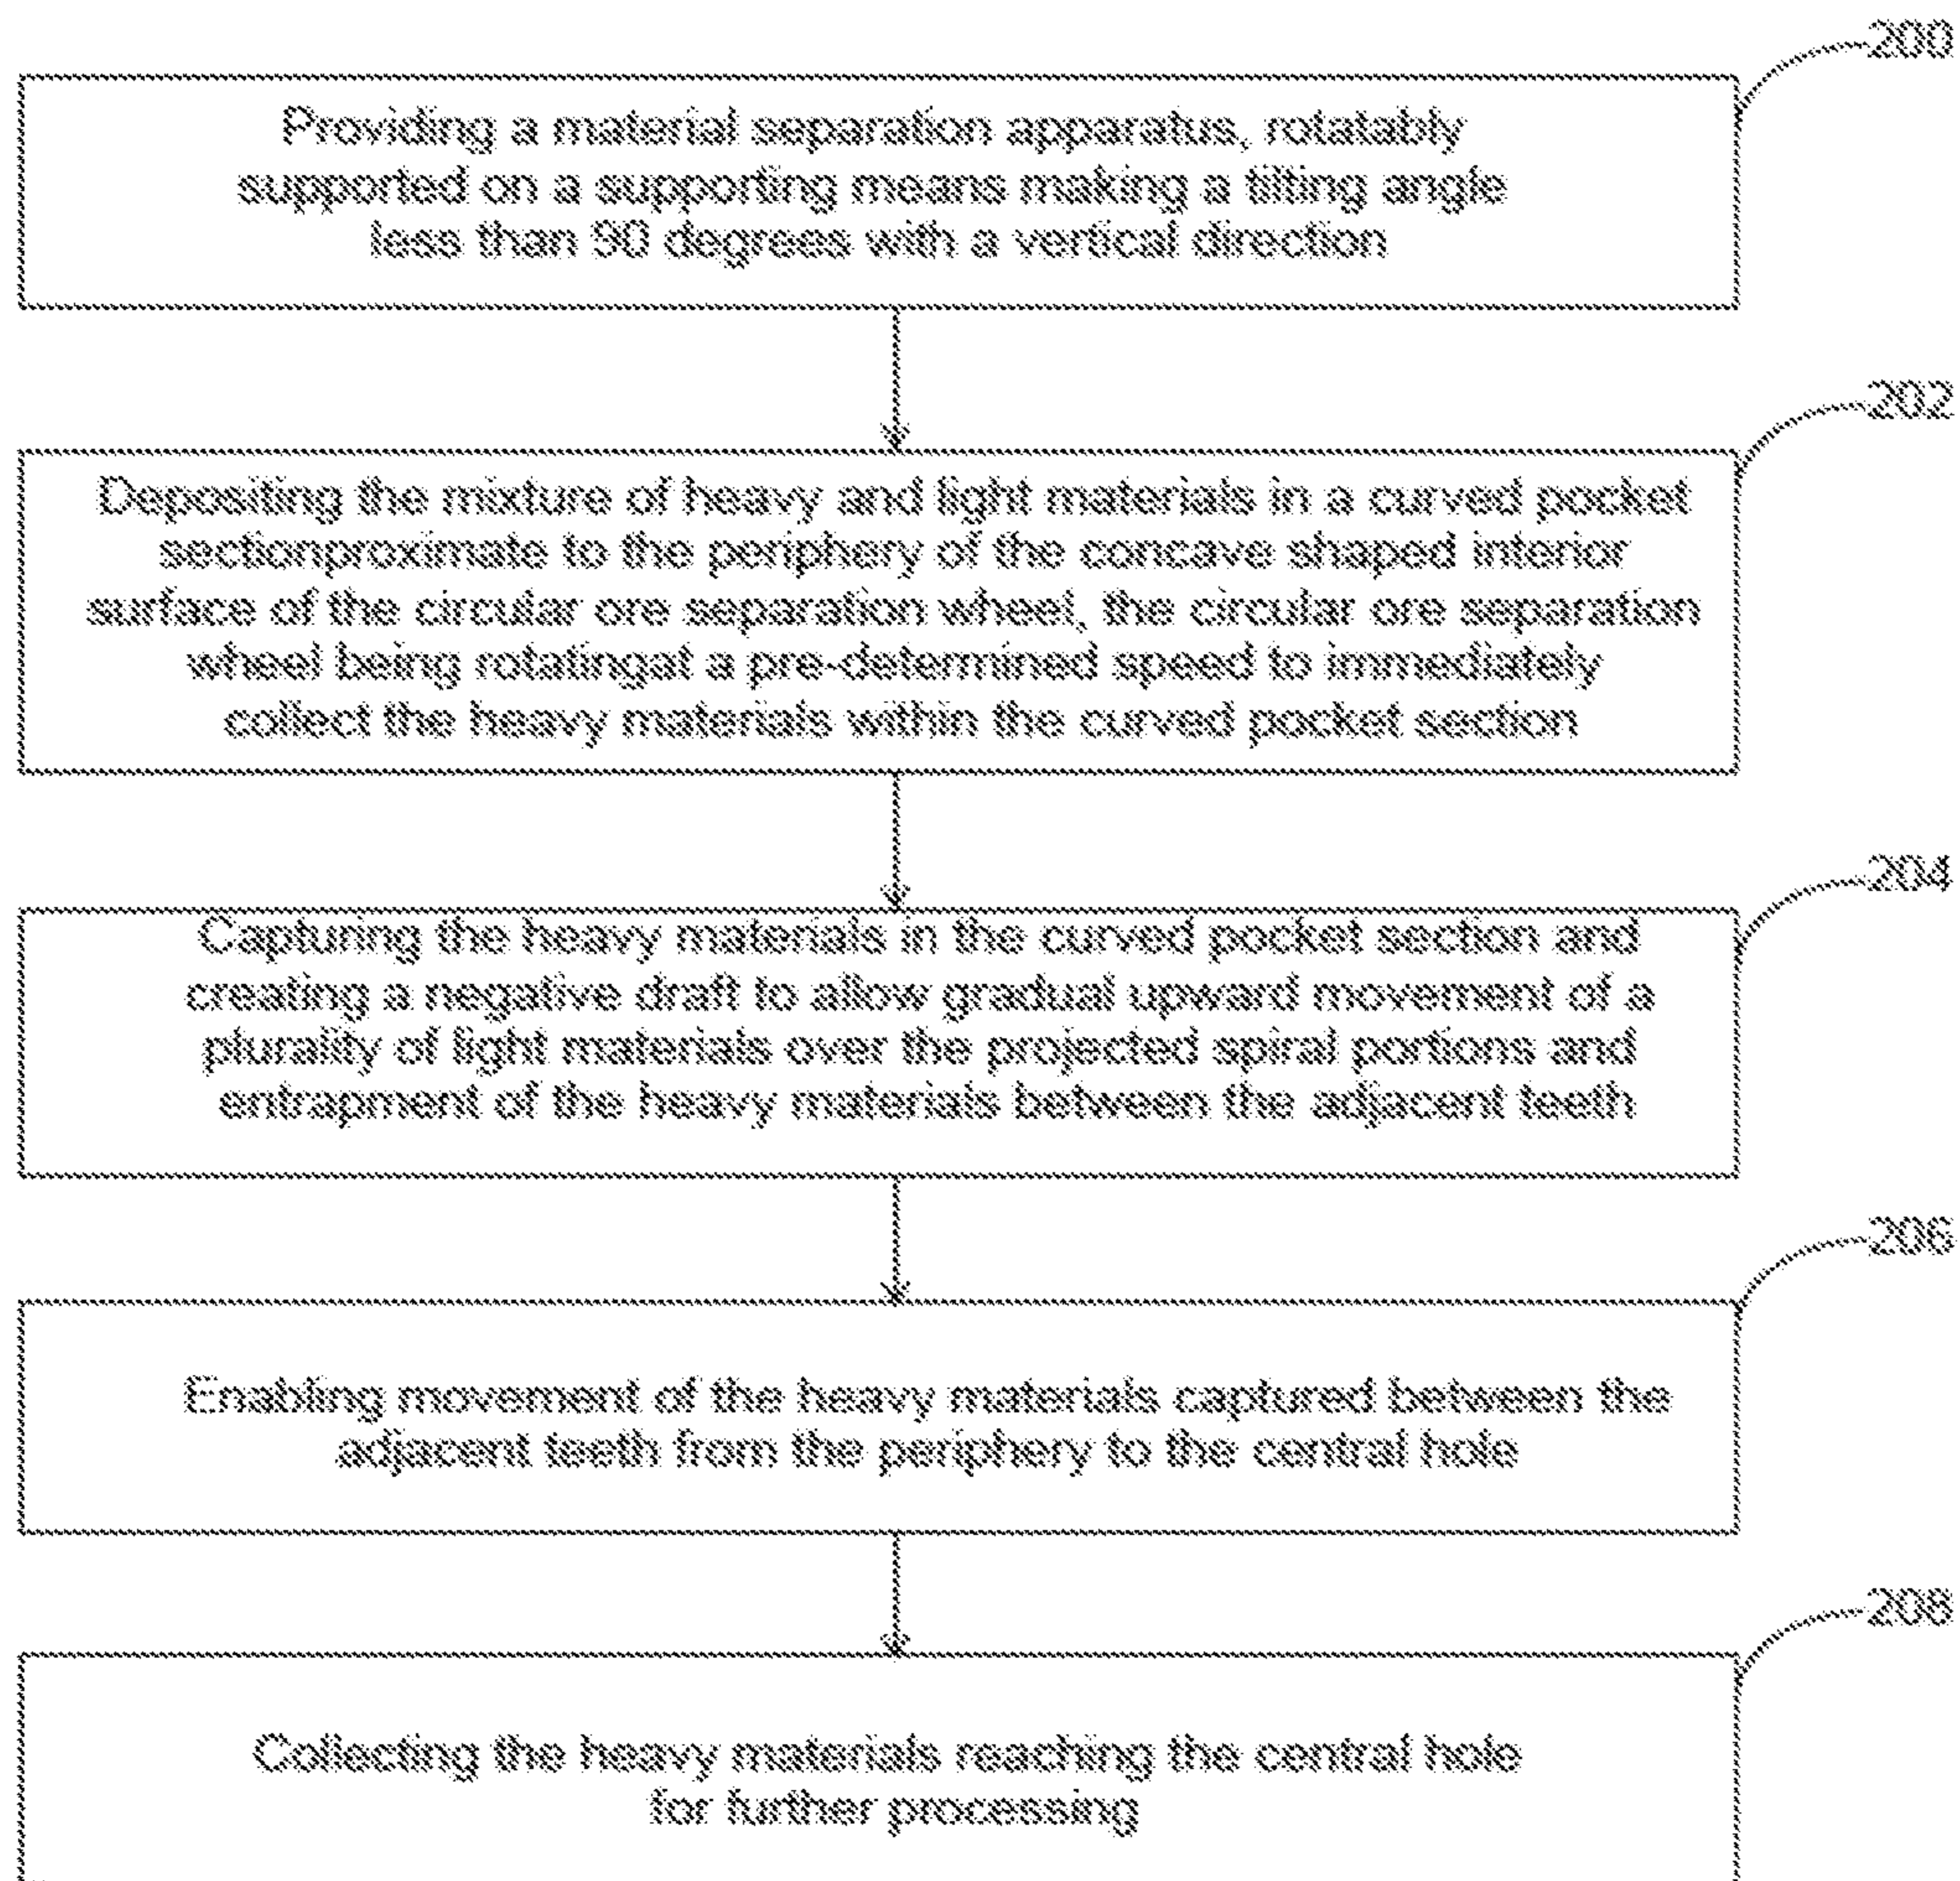 200
Providing a material separation apparatus, rotatably
supported on a supporting means making a tilting angle
less than 90 degrees with a vertical direction
202
Depositing the mixture of heavy and light materials in a curved pocket
sectionproximate to the periphery of the concave shaped interior
surface of the circular ore separation wheel, the circular ore separation
wheel being rotatingat a pre-determined speed to immediately
collect the heavy materials within the curved pocket section
204
Capturing the heavy materials in the curved pocket section and
creating a negative draft to allow gradual upward movement of a
plurality of light materials over the projected spiral portions and
entrapment of the heavy materials between the adjacent teeth
206
Enabling movement of the heavy materials captured between the
adjacent teeth from the periphery to the central hole
208
Collecting the heavy materials reaching the central hole
for further processing